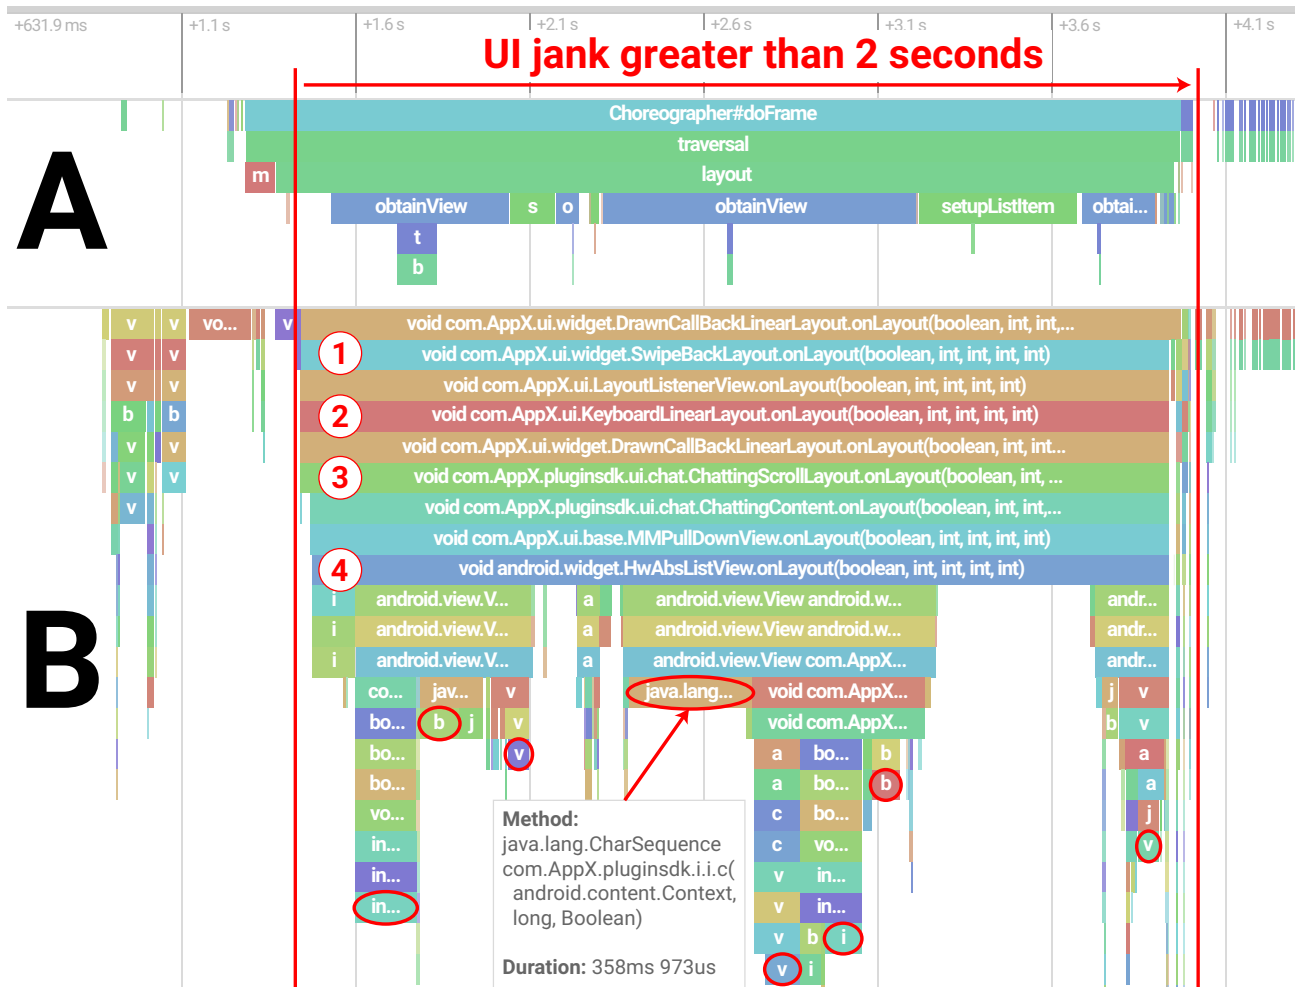 +631.9 ms +1.1 s +1.6 s +2.1 s +2.6 s +3.1 s +3.6 s +4.1 s
UI jank greater than 2 seconds
A
Choreographer#doFrame
traversal
m layout
obtainView s o obtainView setupListItem obtai...
t
b
B
v v vo... v void com.AppX.ui.widget.DrawnCallBackLinearLayout.onLayout(boolean, int, int,...
v v 1 void com.AppX.ui.widget.SwipeBackLayout.onLayout(boolean, int, int, int, int)
v v void com.AppX.ui.LayoutListenerView.onLayout(boolean, int, int, int, int)
b b 2 void com.AppX.ui.KeyboardLinearLayout.onLayout(boolean, int, int, int, int)
v v void com.AppX.ui.widget.DrawnCallBackLinearLayout.onLayout(boolean, int, int...
v v 3 void com.AppX.pluginsdk.ui.chat.ChattingScrollLayout.onLayout(boolean, int, ...
v void com.AppX.pluginsdk.ui.chat.ChattingContent.onLayout(boolean, int, int,...
void com.AppX.ui.base.MMPullDownView.onLayout(boolean, int, int, int, int)
4 void android.widget.HwAbsListView.onLayout(boolean, int, int, int, int)
i android.view.V... a android.view.View android.w... andr...
i android.view.V... a android.view.View android.w... andr...
i android.view.V... a android.view.View com.AppX... andr...
co... jav... v java.lang... void com.AppX... j v
bo... b j v void com.AppX... b v
bo... v a bo... b a
bo... a bo... b a
vo... c bo... j
in... c vo... v
in... v in...
in... v in...
v b i
v i
Method:
java.lang.CharSequence
com.AppX.pluginsdk.i.i.c(
android.content.Context,
long, Boolean)
Duration: 358ms 973us